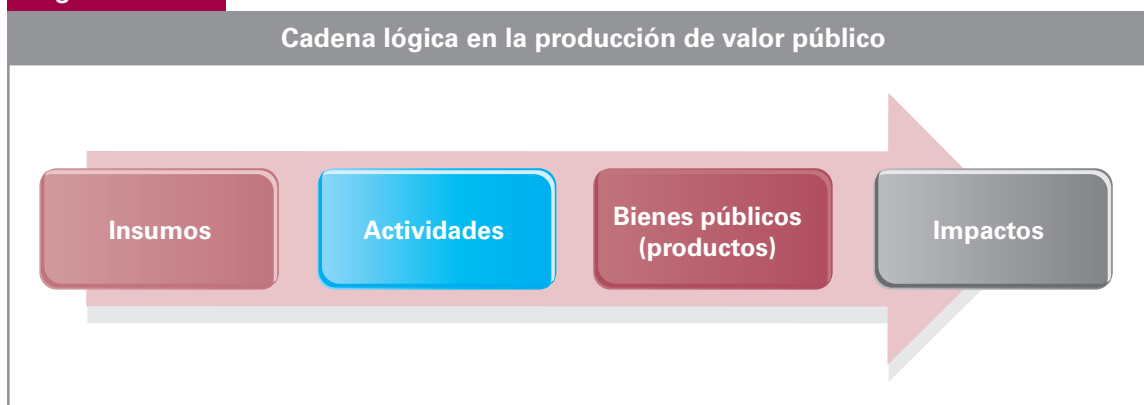 Cadena lógica en la producción de valor público
Insumos
Actividades
Bienes públicos
(productos)
Impactos